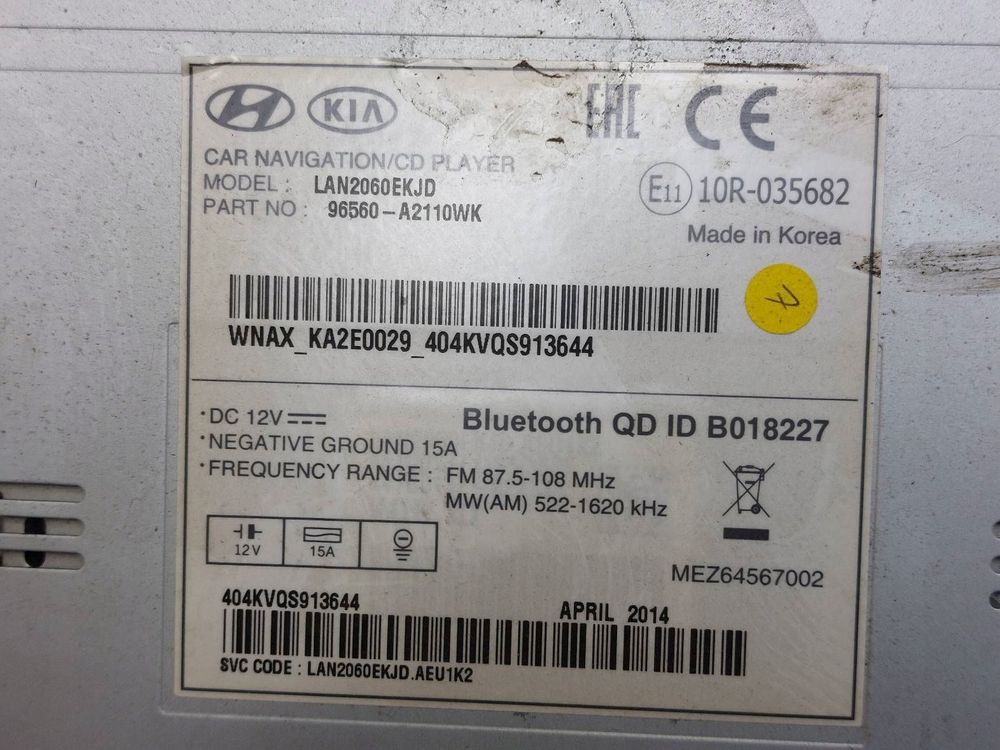 KIA
EAC CE
CAR NAVIGATION/CD PLAYER
MODEL : LAN2060EKJD
PART NO : 96560-A2110WK
E11 10R-035682
Made in Korea
WNAX_KA2E0029_404KVQS913644
·DC 12V
·NEGATIVE GROUND 15A
·FREQUENCY RANGE : FM 87.5-108 MHz
MW(AM) 522-1620 kHz
Bluetooth QD ID B018227
12V 15A
MEZ64567002
404KVQS913644
APRIL 2014
SVC CODE : LAN2060EKJD.AEU1K2